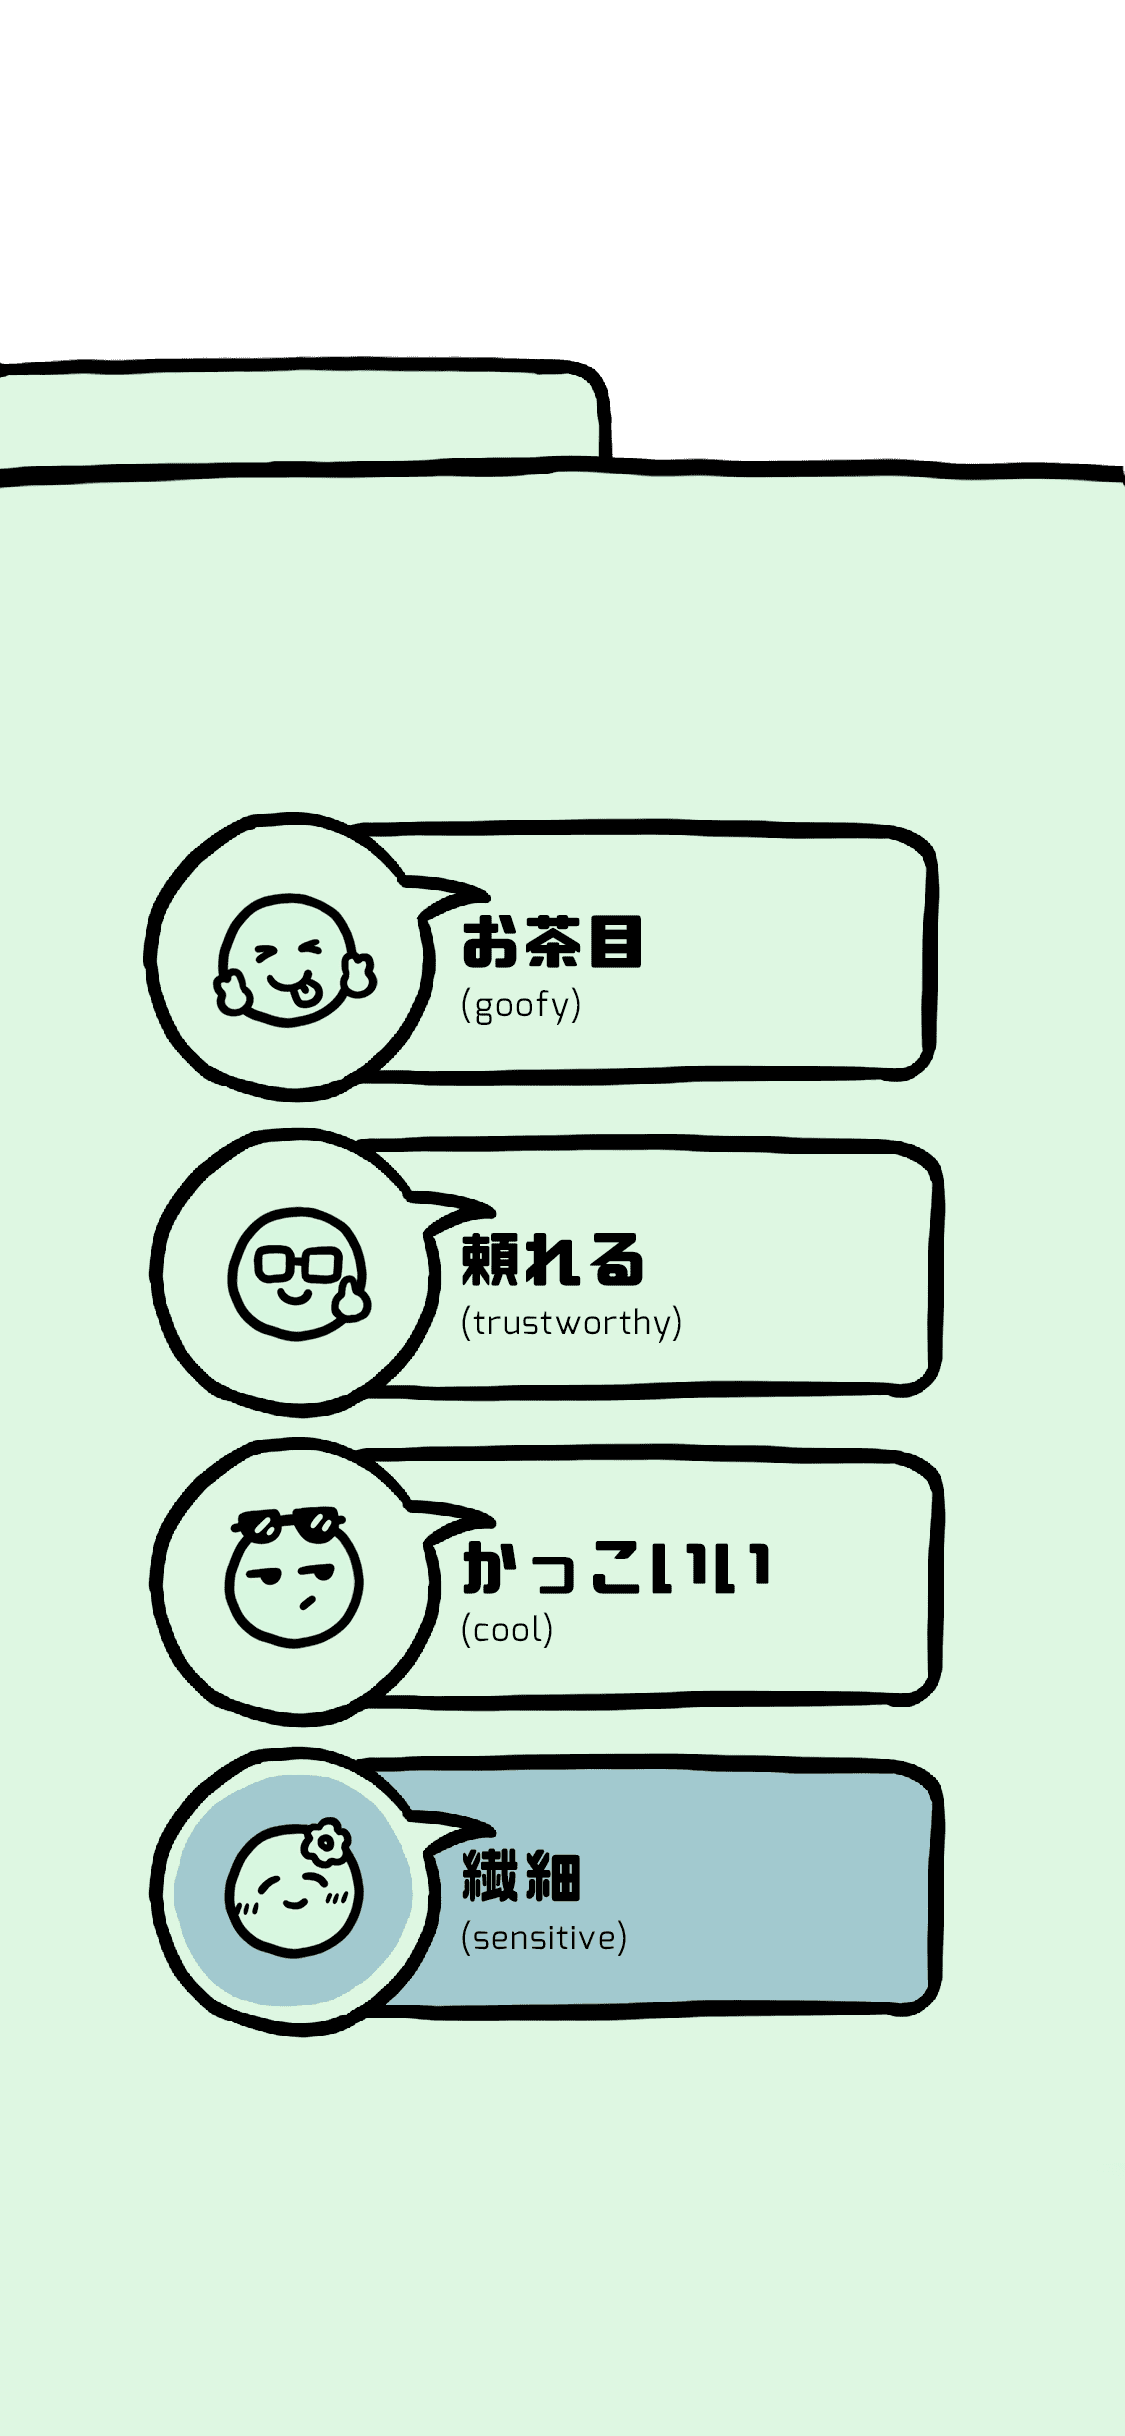 お茶目
(goofy)
頼れる
(trustworthy)
かっこいい
(cool)
繊細
(sensitive)